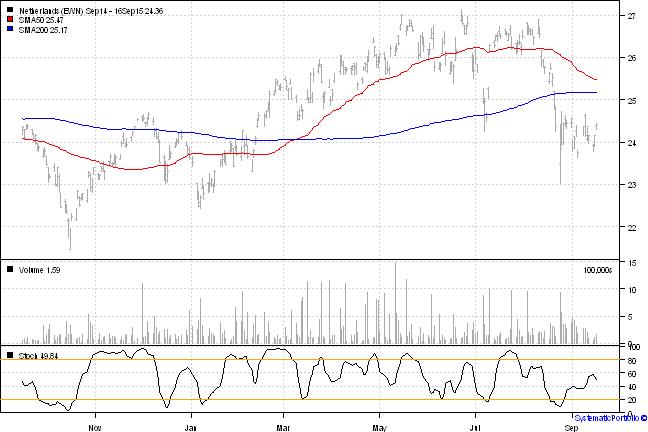 Netherlands (EWN) Sep14 - 16Sep15 24.36
SMA50 25.47
SMA200 25.17
27
26
25
24
23
22
Volume 1.59
100,000s
15
10
5
0
Stoch 49.84
100
80
60
40
20
0
Nov
Jan
Mar
May
Jul
Sep
SystematicPortfolio ©